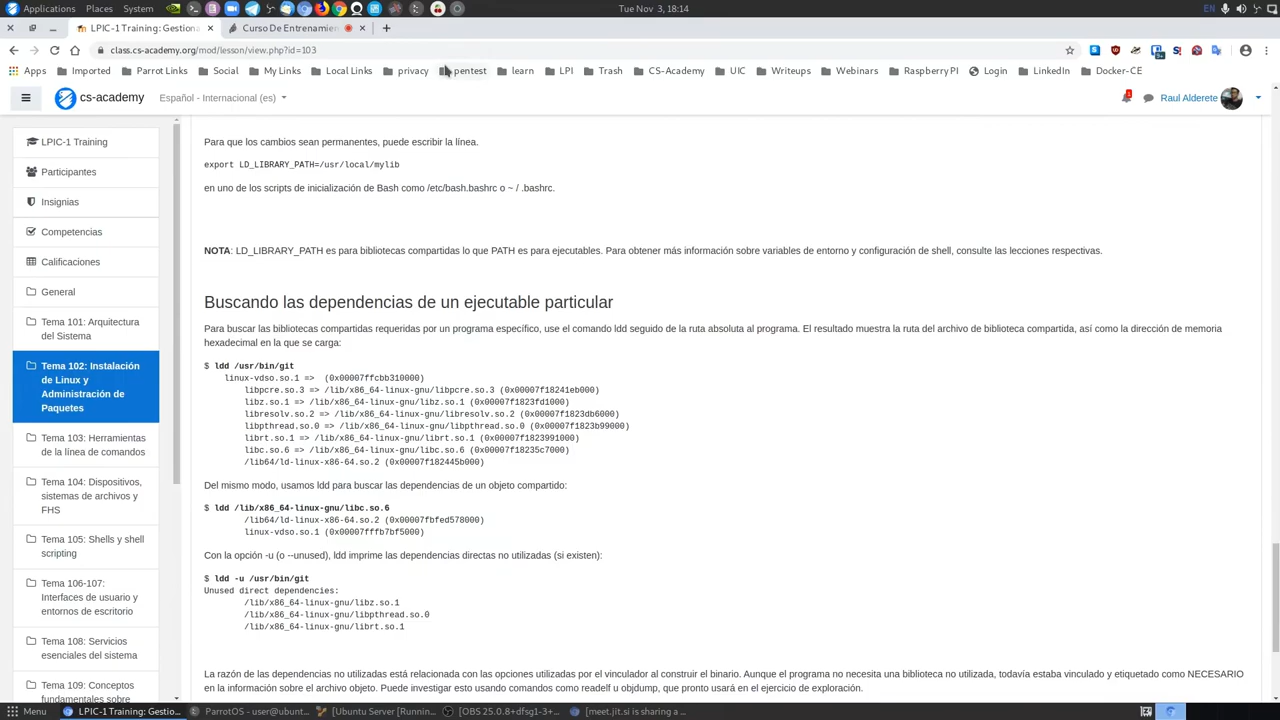 Applications Places System Tue Nov 3, 18:14 EN
LPIC-1 Training: Gestiona Curso De Entrenamien
class.cs-academy.org/mod/lesson/view.php?id=103
Apps Imported Parrot Links Social My Links Local Links privacy pentest learn LPI Trash CS-Academy UIC Writeups Webinars RaspberryPI Login LinkedIn Docker-CE
cs-academy Español - Internacional (es) 1 Raul Alderete
LPIC-1 Training
Participantes
Insignias
Competencias
Calificaciones
General
Tema 101: Arquitectura
del Sistema
Tema 102: Instalación
de Linux y
Administración de
Paquetes
Tema 103: Herramientas
de la línea de comandos
Tema 104: Dispositivos,
sistemas de archivos y
FHS
Tema 105: Shells y shell
scripting
Tema 106-107:
Interfaces de usuario y
entornos de escritorio
Tema 108: Servicios
esenciales del sistema
Tema 109: Conceptos
fundamentales sobre
Para que los cambios sean permanentes, puede escribir la línea.
export LD_LIBRARY_PATH=/usr/local/mylib
en uno de los scripts de inicialización de Bash como /etc/bash.bashrc o ~ / .bashrc.
NOTA: LD_LIBRARY_PATH es para bibliotecas compartidas lo que PATH es para ejecutables. Para obtener más información sobre variables de entorno y configuración de shell, consulte las lecciones respectivas.
Buscando las dependencias de un ejecutable particular
Para buscar las bibliotecas compartidas requeridas por un programa específico, use el comando ldd seguido de la ruta absoluta al programa. El resultado muestra la ruta del archivo de biblioteca compartida, así como la dirección de memoria
hexadecimal en la que se carga:
$ ldd /usr/bin/git
linux-vdso.so.1 => (0x00007ffcbb310000)
libpcre.so.3 => /lib/x86_64-linux-gnu/libpcre.so.3 (0x00007f18241eb000)
libz.so.1 => /lib/x86_64-linux-gnu/libz.so.1 (0x00007f1823fd1000)
libresolv.so.2 => /lib/x86_64-linux-gnu/libresolv.so.2 (0x00007f1823db6000)
libpthread.so.0 => /lib/x86_64-linux-gnu/libpthread.so.0 (0x00007f1823b99000)
librt.so.1 => /lib/x86_64-linux-gnu/librt.so.1 (0x00007f1823991000)
libc.so.6 => /lib/x86_64-linux-gnu/libc.so.6 (0x00007f18235c7000)
/lib64/ld-linux-x86-64.so.2 (0x00007f182445b000)
Del mismo modo, usamos ldd para buscar las dependencias de un objeto compartido:
$ ldd /lib/x86_64-linux-gnu/libc.so.6
/lib64/ld-linux-x86-64.so.2 (0x00007fbfed578000)
linux-vdso.so.1 (0x00007fffb7bf5000)
Con la opción -u (o --unused), ldd imprime las dependencias directas no utilizadas (si existen):
$ ldd -u /usr/bin/git
Unused direct dependencies:
/lib/x86_64-linux-gnu/libz.so.1
/lib/x86_64-linux-gnu/libpthread.so.0
/lib/x86_64-linux-gnu/librt.so.1
La razón de las dependencias no utilizadas está relacionada con las opciones utilizadas por el vinculador al construir el binario. Aunque el programa no necesita una biblioteca no utilizada, todavía estaba vinculado y etiquetado como NECESARIO
en la información sobre el archivo objeto. Puede investigar esto usando comandos como readelf u objdump, que pronto usará en el ejercicio de exploración.
Menu LPIC-1 Training: Gestio... ParrotOS - user@ubunt... [Ubuntu Server [Runnin... [OBS 25.0.8+dfsg1-3+... [meet.jit.si is sharing a ...